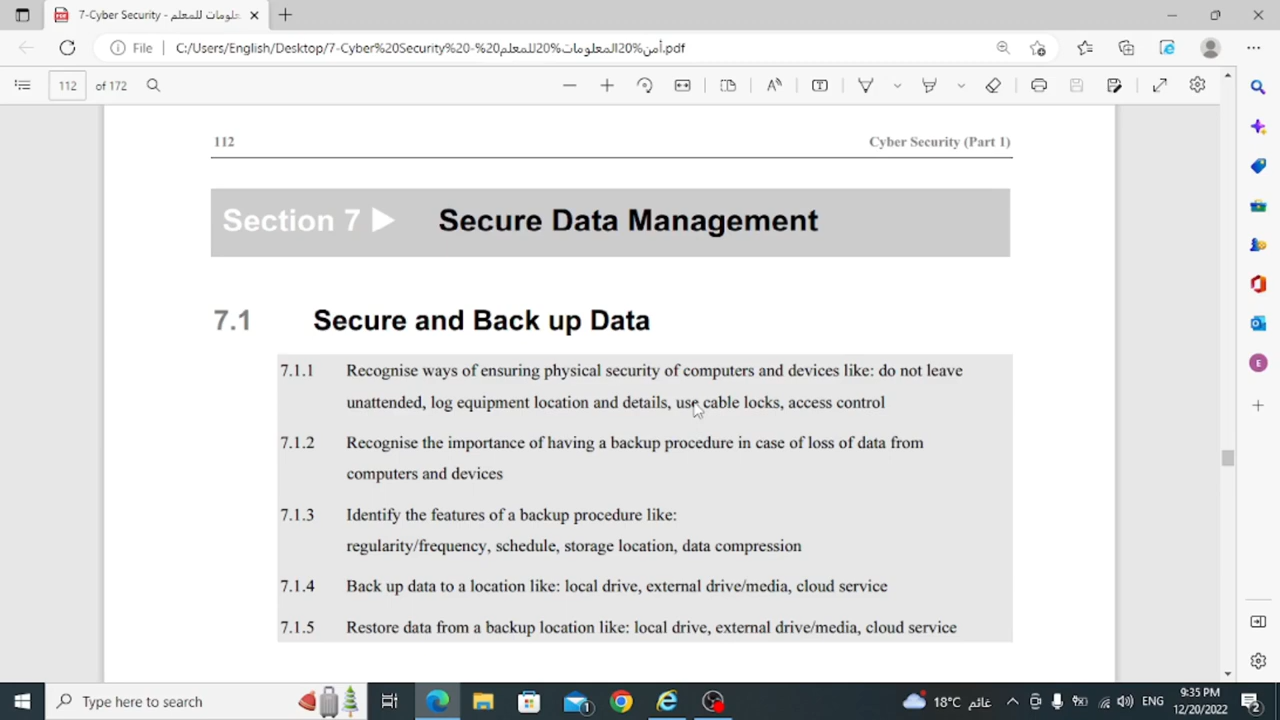 7-Cyber Security - أمن المعلومات للمعلم
File
C:/Users/English/Desktop/7-Cyber%20Security%20-%20أمن%20المعلومات%20للمعلم.pdf
112 of 172
112 Cyber Security (Part 1)
Section 7 ▶ Secure Data Management
7.1 Secure and Back up Data
7.1.1 Recognise ways of ensuring physical security of computers and devices like: do not leave
unattended, log equipment location and details, use cable locks, access control
7.1.2 Recognise the importance of having a backup procedure in case of loss of data from
computers and devices
7.1.3 Identify the features of a backup procedure like:
regularity/frequency, schedule, storage location, data compression
7.1.4 Back up data to a location like: local drive, external drive/media, cloud service
7.1.5 Restore data from a backup location like: local drive, external drive/media, cloud service
Type here to search
18°C غائم
ENG
9:35 PM
12/20/2022